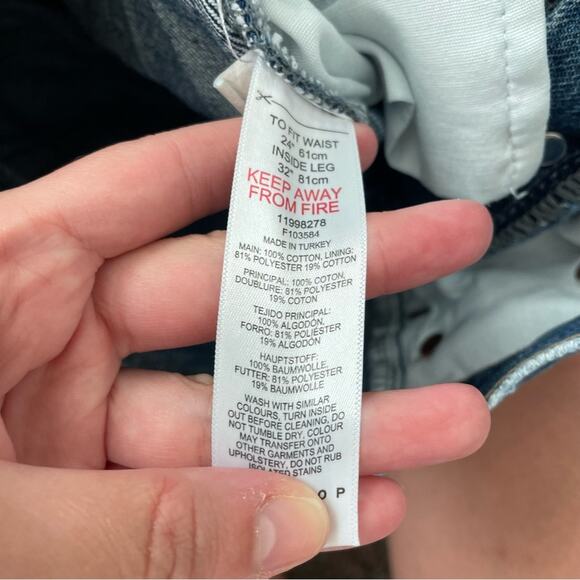 TO FIT WAIST
24" 61cm
INSIDE LEG
32" 81cm
KEEP AWAY
FROM FIRE
11998278
F103584
MADE IN TURKEY
MAIN: 100% COTTON, LINING:
81% POLYESTER 19% COTTON
PRINCIPAL: 100% COTON,
DOUBLURE: 81% POLYESTER
19% COTON
TEJIDO PRINCIPAL:
100% ALGODÓN,
FORRO: 81% POLIÉSTER
19% ALGODÓN
HAUPTSTOFF:
100% BAUMWOLLE,
FUTTER: 81% POLYESTER
19% BAUMWOLLE
WASH WITH SIMILAR
COLOURS, TURN INSIDE
OUT BEFORE CLEANING, DO
NOT TUMBLE DRY, COLOUR
MAY TRANSFER ONTO
OTHER GARMENTS AND
UPHOLSTERY, DO NOT RUB
ISOLATED STAINS
O P